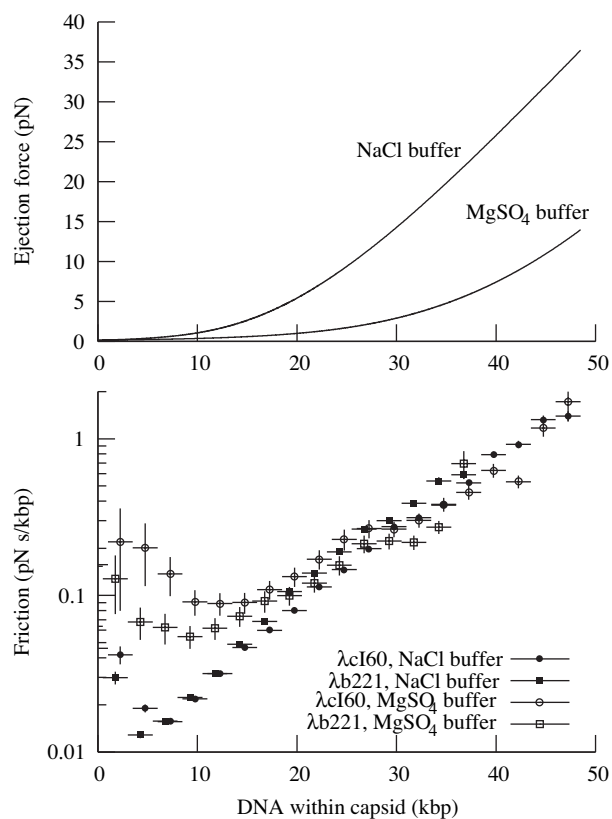 40
35
30
25
20
15
10
5
0
Ejection force (pN)
NaCl buffer
MgSO4 buffer
0 10 20 30 40 50
1
0.1
0.01
Friction (pN s/kbp)
λcI60, NaCl buffer
λb221, NaCl buffer
λcI60, MgSO4 buffer
λb221, MgSO4 buffer
0 10 20 30 40 50
DNA within capsid (kbp)